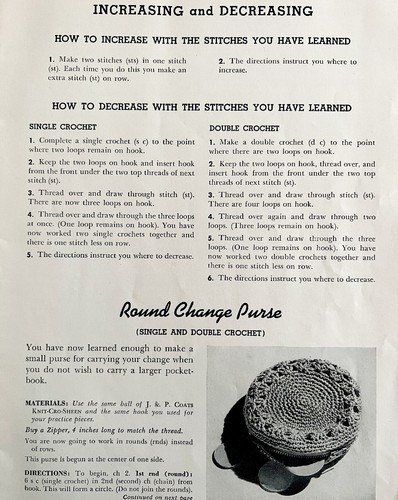 INCREASING and DECREASING
HOW TO INCREASE WITH THE STITCHES YOU HAVE LEARNED
1. Make two stitches (sts) in one stitch
(st). Each time you do this you make an
extra stitch (st) on row.
2. The directions instruct you where to
increase.
HOW TO DECREASE WITH THE STITCHES YOU HAVE LEARNED
SINGLE CROCHET
1. Complete a single crochet (s c) to the point
where two loops remain on hook.
2. Keep the two loops on hook and insert hook
from the front under the two top threads of next
stitch (st).
3. Thread over and draw through stitch (st).
There are now three loops on hook.
4. Thread over and draw through the three loops
at once. (One loop remains on hook). You have
now worked two single crochets together and
there is one stitch less on row.
5. The directions instruct you where to decrease.
DOUBLE CROCHET
1. Make a double crochet (d c) to the point
where there are two loops on hook.
2. Keep the two loops on hook, thread over, and
insert hook from the front under the two top
threads of next stitch (st).
3. Thread over and draw through stitch (st).
There are four loops on hook.
4. Thread over again and draw through two
loops. (Three loops remain on hook).
5. Thread over and draw through the three
loops. (One loop remains on hook). You have
now worked two double crochets together and
there is one stitch less on row.
6. The directions instruct you where to decrease.
Round Change Purse
(SINGLE AND DOUBLE CROCHET)
You have now learned enough to make a
small purse for carrying your change when
you do not wish to carry a larger pocket-
book.
MATERIALS: Use the same ball of J. & P. COATS
KNIT-CRO-SHEEN and the same hook you used for
your practice pieces.
Buy a Zipper, 4 inches long to match the thread.
You are now going to work in rounds (rnds) instead
of rows.
This purse is begun at the center of one side.
DIRECTIONS: To begin, ch 2. 1st rnd (round):
6 s c (single crochet) in 2nd (second) ch (chain) from
hook. This will form a circle. (Do not join the rounds).
Continued on next page